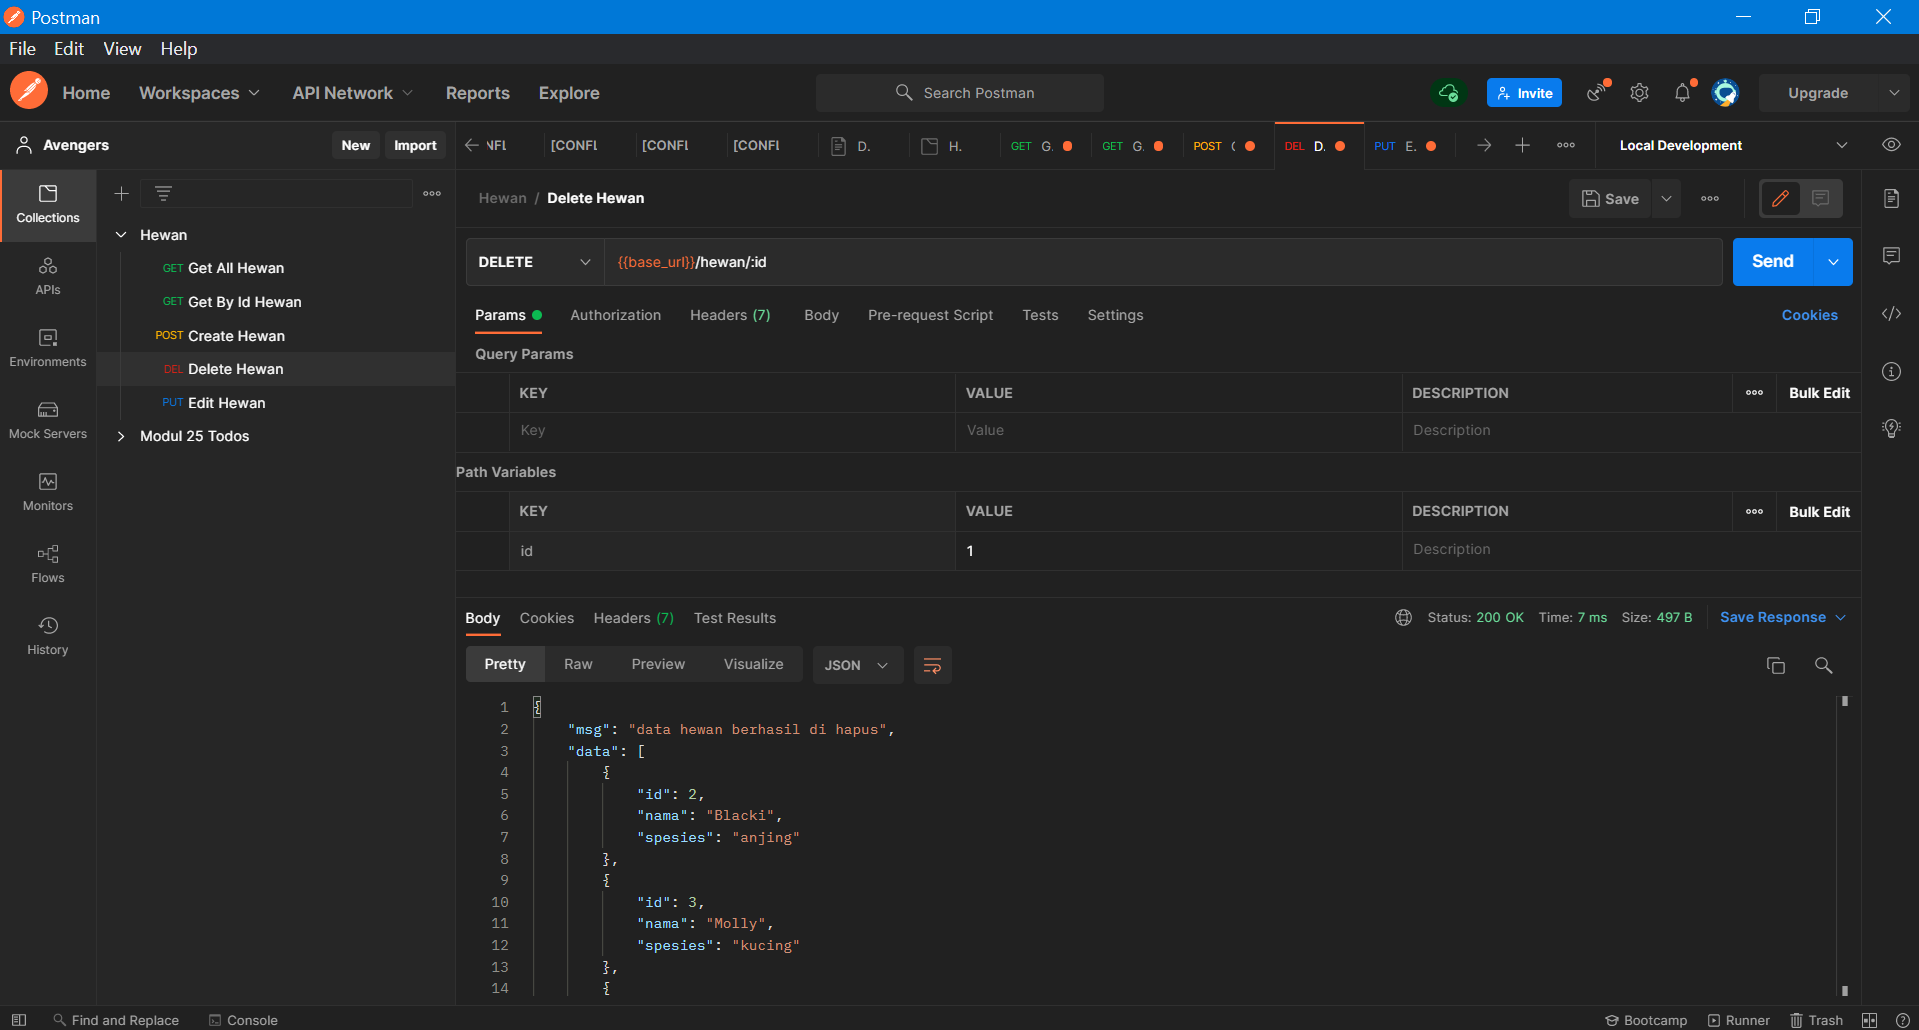 Postman
File Edit View Help
Home Workspaces API Network Reports Explore Search Postman Invite Upgrade
Avengers New Import
NFL [CONFL [CONFL [CONFL D. H. GET G. GET G. POST DEL D. PUT E. Local Development
Collections
APIs
Environments
Mock Servers
Monitors
Flows
History
Hewan
GET Get All Hewan
GET Get By Id Hewan
POST Create Hewan
DEL Delete Hewan
PUT Edit Hewan
Modul 25 Todos
Hewan / Delete Hewan Save
DELETE {{base_url}}/hewan/:id Send
Params Authorization Headers (7) Body Pre-request Script Tests Settings Cookies
Query Params
KEY VALUE DESCRIPTION Bulk Edit
Key Value Description
Path Variables
KEY VALUE DESCRIPTION Bulk Edit
id 1 Description
Body Cookies Headers (7) Test Results Status: 200 OK Time: 7 ms Size: 497 B Save Response
Pretty Raw Preview Visualize JSON
1 {
2 "msg": "data hewan berhasil di hapus",
3 "data": [
4 {
5 "id": 2,
6 "nama": "Blacki",
7 "spesies": "anjing"
8 },
9 {
10 "id": 3,
11 "nama": "Molly",
12 "spesies": "kucing"
13 },
14 {
Find and Replace Console Bootcamp Runner Trash